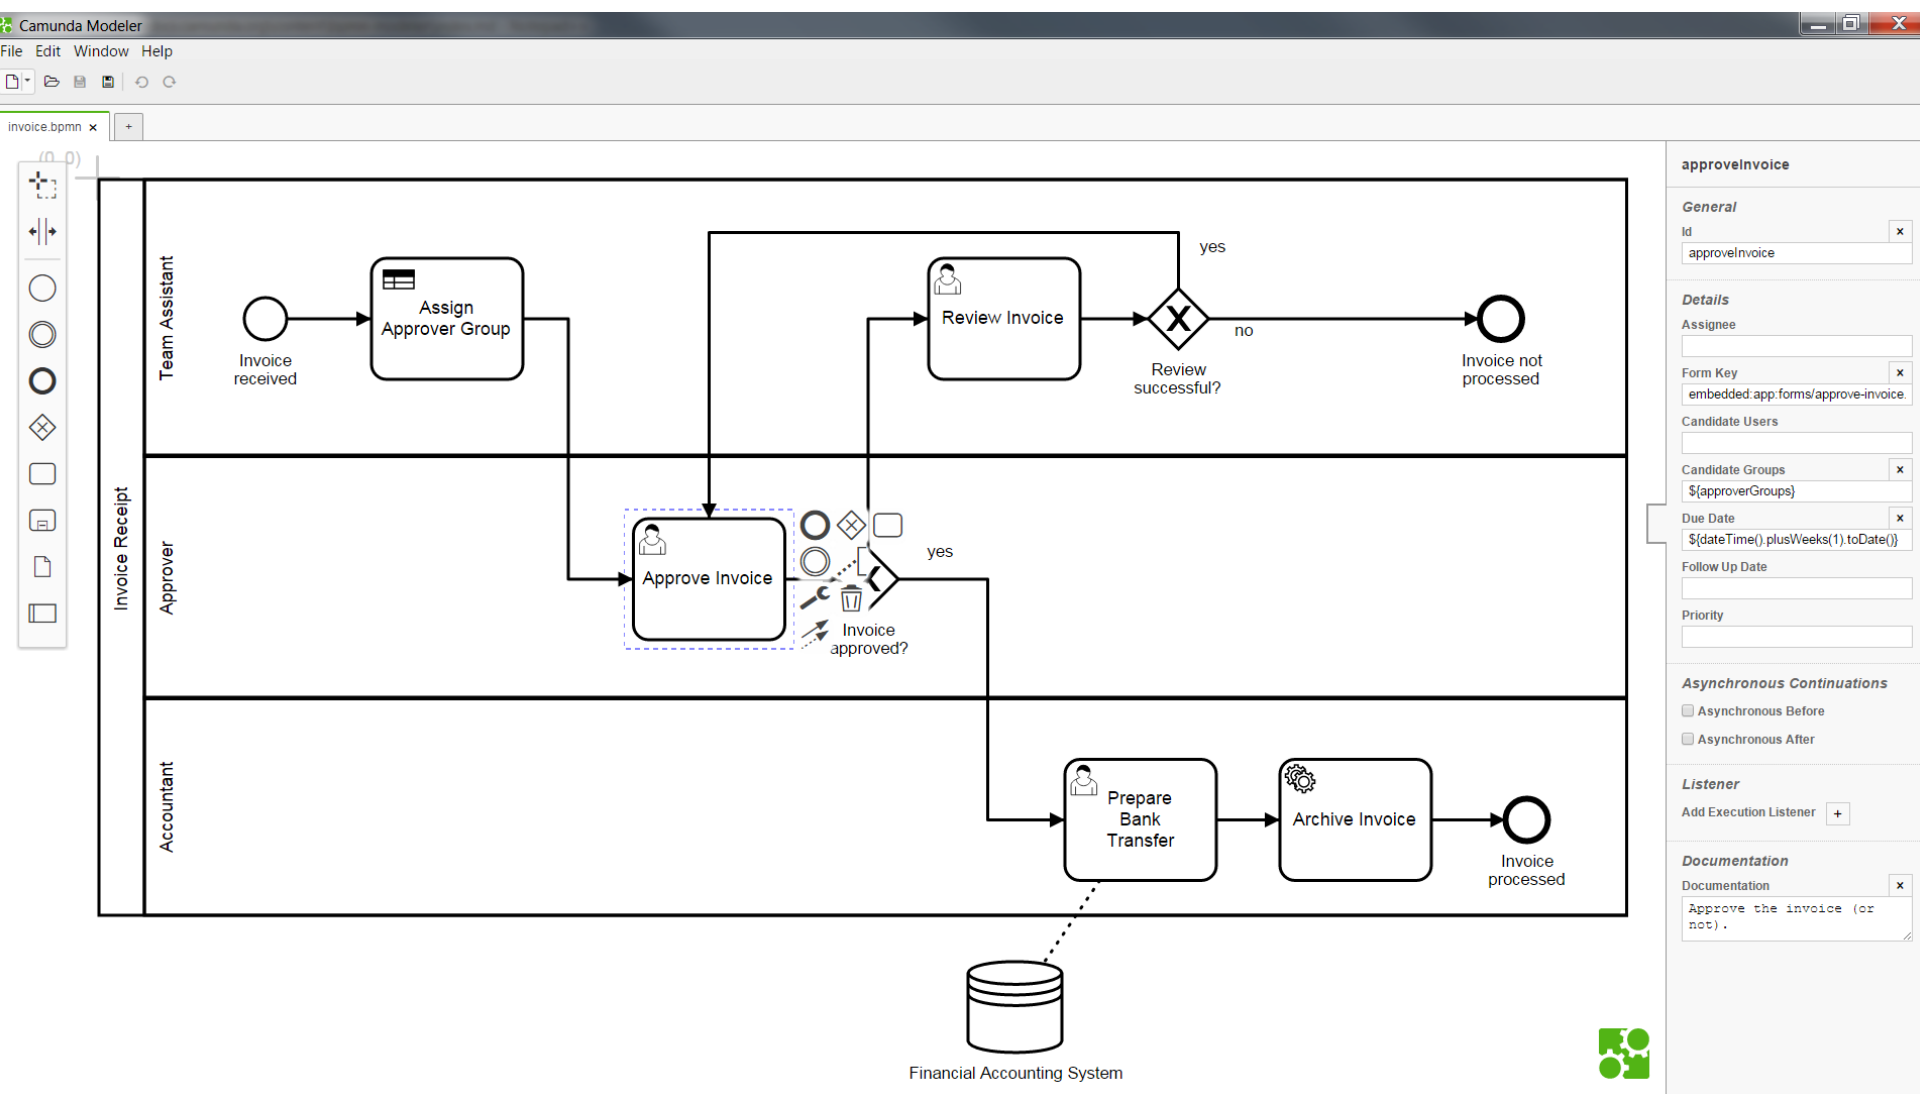 Camunda Modeler
File Edit Window Help
invoice.bpmn x
+
(0, 0)
Invoice Receipt
Team Assistant
Invoice
received
Assign
Approver Group
Review Invoice
yes
no
Review
successful?
Invoice not
processed
Approver
Approve Invoice
yes
Invoice
approved?
Accountant
Prepare
Bank
Transfer
Archive Invoice
Invoice
processed
Financial Accounting System
approveInvoice
General
Id
approveInvoice
Details
Assignee
Form Key
embedded:app:forms/approve-invoice.
Candidate Users
Candidate Groups
${approverGroups}
Due Date
${dateTime().plusWeeks(1).toDate()}
Follow Up Date
Priority
Asynchronous Continuations
Asynchronous Before
Asynchronous After
Listener
Add Execution Listener +
Documentation
Documentation
Approve the invoice (or
not).